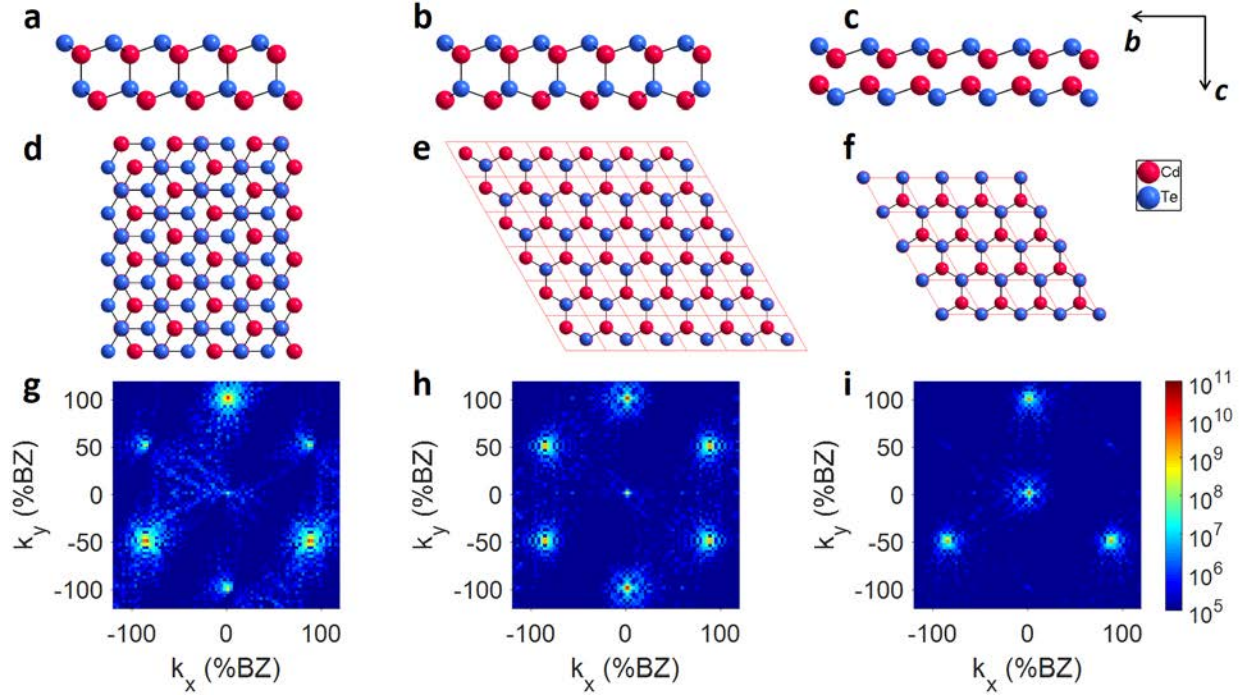 a b c
b
c
d e f
Cd
Te
g h i
100 100 100
50 50 50
0 0 0
-50 -50 -50
-100 -100 -100
k_y (%BZ) k_y (%BZ) k_y (%BZ)
-100 0 100 -100 0 100 -100 0 100
k_x (%BZ) k_x (%BZ) k_x (%BZ)
10^11
10^10
10^9
10^8
10^7
10^6
10^5